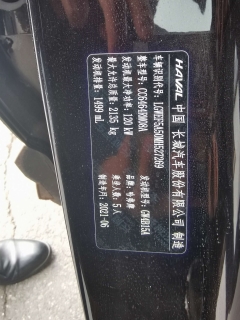 HAVAL
中国 长城汽车股份有限公司 制造
车辆识别代号：LGWEF5A50MH527269
整车型号：CC6464UM08A 发动机型号：GW4B15A
发动机最大净功率：120 kW 品牌：哈弗牌
最大允许总质量：2135 kg 乘坐人数：5 人
发动机排量：1499 mL 制造年月：2021-06